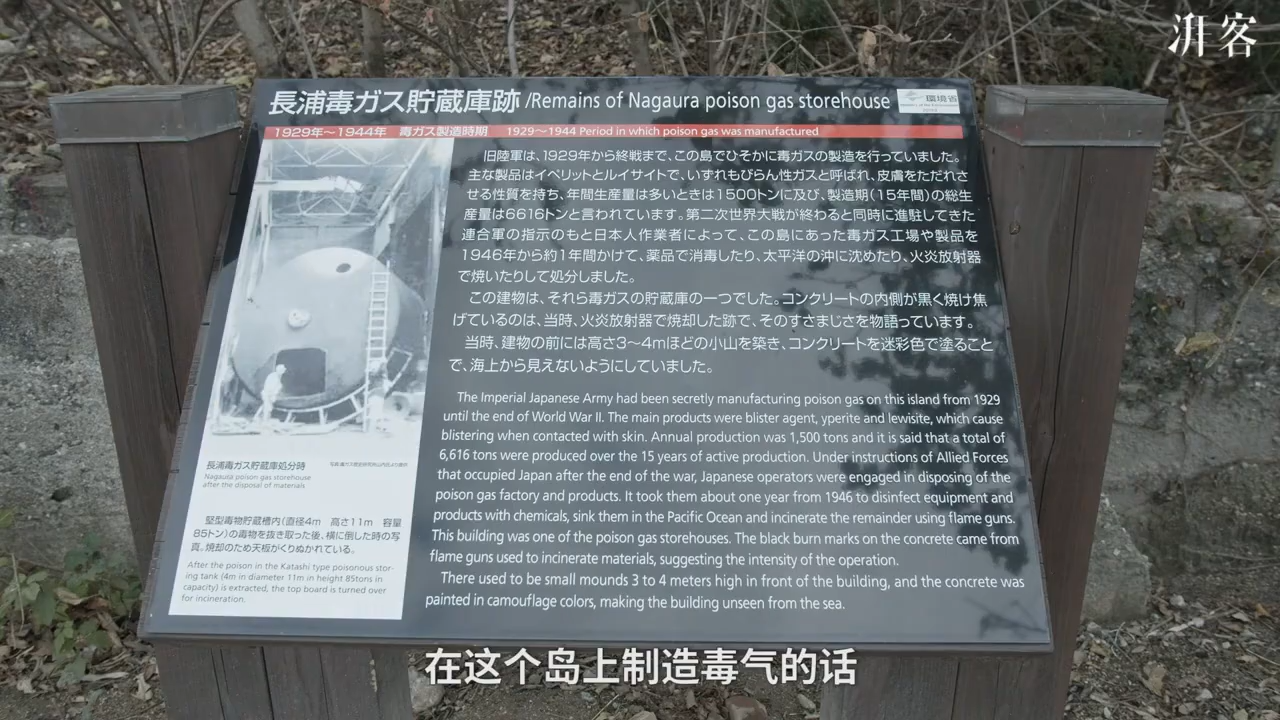 湃客
長浦毒ガス貯蔵庫跡/Remains of Nagaura poison gas storehouse
環境省
1929年～1944年 毒ガス製造時期 1929～1944 Period in which poison gas was manufactured
旧陸軍は、1929年から終戦まで、この島でひそかに毒ガスの製造を行っていました。
主な製品はイペリットとルイサイトで、いずれもびらん性ガスと呼ばれ、皮膚をただれさ
せる性質を持ち、年間生産量は多いときは1500トンに及び、製造期(15年間)の総生
産量は6616トンと言われています。第二次世界大戦が終わると同時に進駐してきた
連合軍の指示のもと日本人作業者によって、この島にあった毒ガス工場や製品を
1946年から約1年間かけて、薬品で消毒したり、太平洋の沖に沈めたり、火炎放射器
で焼いたりして処分しました。
この建物は、それら毒ガスの貯蔵庫の一つでした。コンクリートの内側が黒く焼け焦
げているのは、当時、火炎放射器で焼却した跡で、そのすさまじさを物語っています。
当時、建物の前には高さ3～4mほどの小山を築き、コンクリートを迷彩色で塗ること
で、海上から見えないようにしていました。
The Imperial Japanese Army had been secretly manufacturing poison gas on this island from 1929
until the end of World War II. The main products were blister agent, yperite and lewisite, which cause
blistering when contacted with skin. Annual production was 1,500 tons and it is said that a total of
6,616 tons were produced over the 15 years of active production. Under instructions of Allied Forces
that occupied Japan after the end of the war, Japanese operators were engaged in disposing of the
poison gas factory and products. It took them about one year from 1946 to disinfect equipment and
products with chemicals, sink them in the Pacific Ocean and incinerate the remainder using flame guns.
This building was one of the poison gas storehouses. The black burn marks on the concrete came from
flame guns used to incinerate materials, suggesting the intensity of the operation.
There used to be small mounds 3 to 4 meters high in front of the building, and the concrete was
painted in camouflage colors, making the building unseen from the sea.
長浦毒ガス貯蔵庫処分時
Nagaura poison gas storehouse
after the disposal of materials
堅型毒物貯蔵槽内(直径4m 高さ11m 容量
85トン)の毒物を抜き取った後、横に倒した時の写
真。焼却のため天板がくりぬかれている。
After the poison in the Katashi type poisonous stor-
ing tank (4m in diameter 11m in height 85tons in
capacity) is extracted, the top board is turned over
for incineration.
在这个岛上制造毒气的话